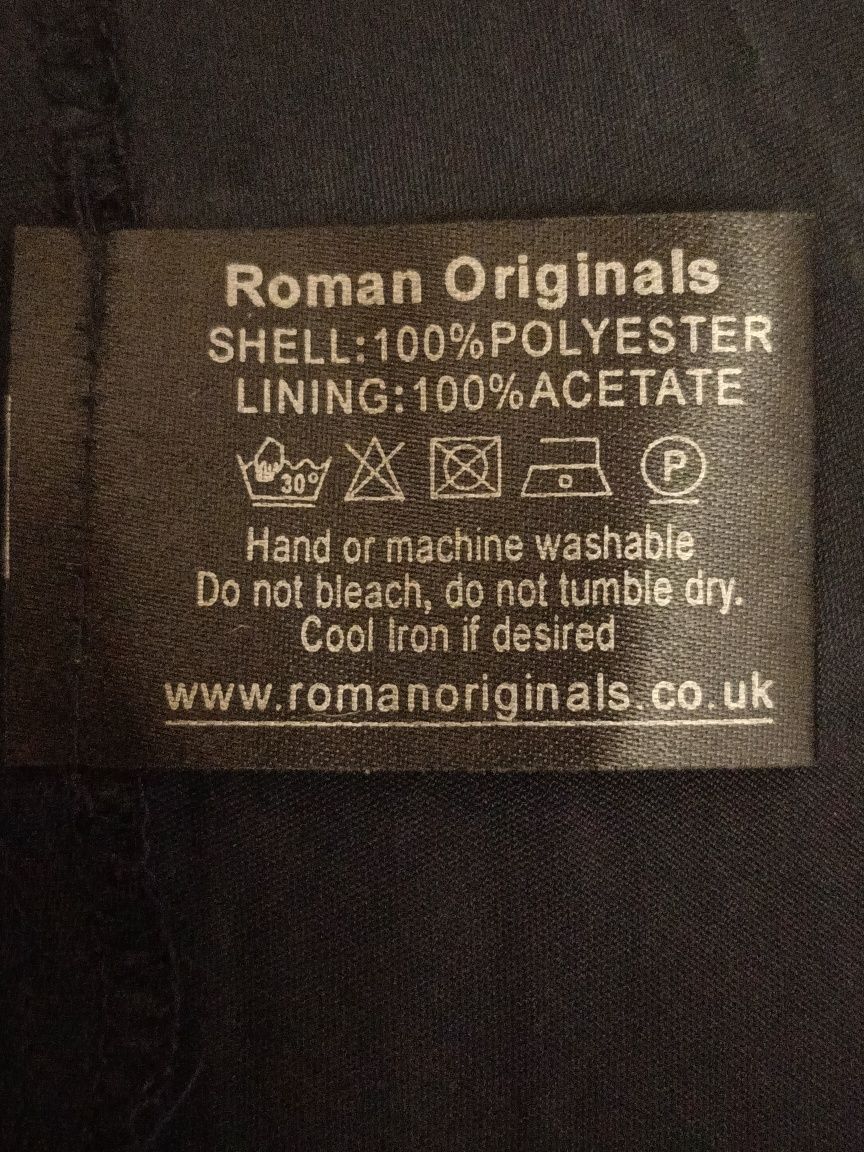 Roman Originals
SHELL:100%POLYESTER
LINING:100%ACETATE
30° P
Hand or machine washable
Do not bleach, do not tumble dry.
Cool Iron if desired
www.romanoriginals.co.uk